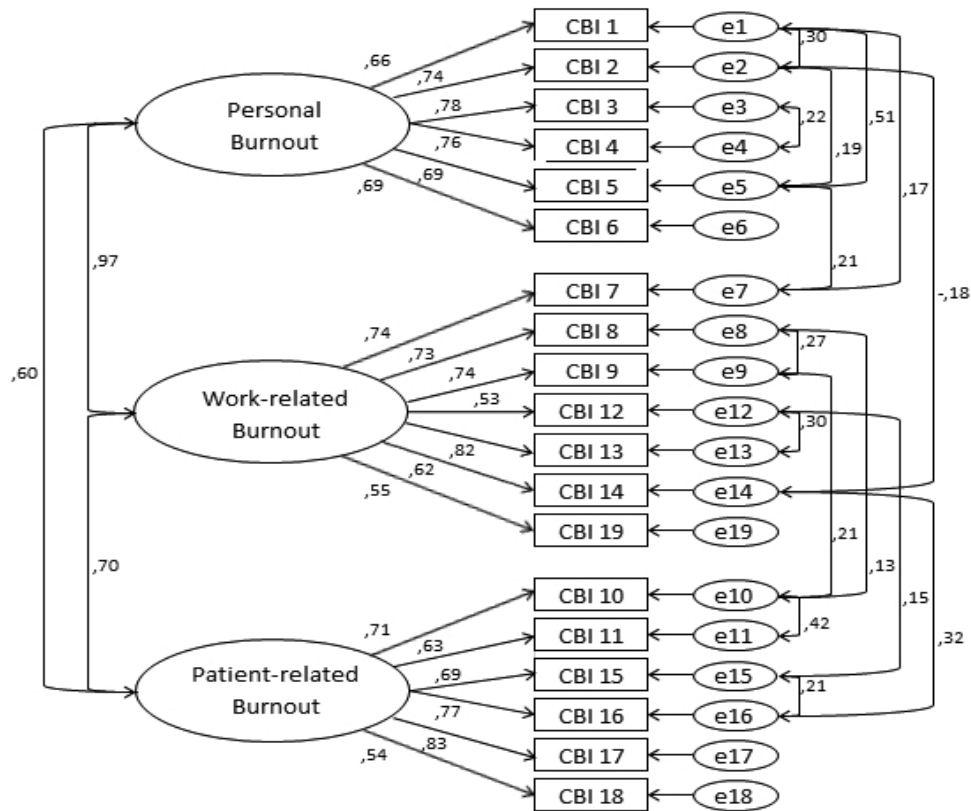 CBI 1
e1
,30
,66
CBI 2
e2
,74
Personal
Burnout
,78
CBI 3
e3
,22
,51
CBI 4
e4
,76
,19
CBI 5
e5
,69
,69
,17
CBI 6
e6
,97
,21
CBI 7
e7
-,18
,74
CBI 8
e8
,73
,27
,60
CBI 9
e9
,74
Work-related
Burnout
,53
CBI 12
e12
,30
CBI 13
e13
,82
CBI 14
e14
,62
,55
CBI 19
e19
,21
,70
,13
CBI 10
e10
,15
,71
,42
CBI 11
e11
,63
,32
Patient-related
Burnout
,69
CBI 15
e15
,21
CBI 16
e16
,77
CBI 17
e17
,83
,54
CBI 18
e18